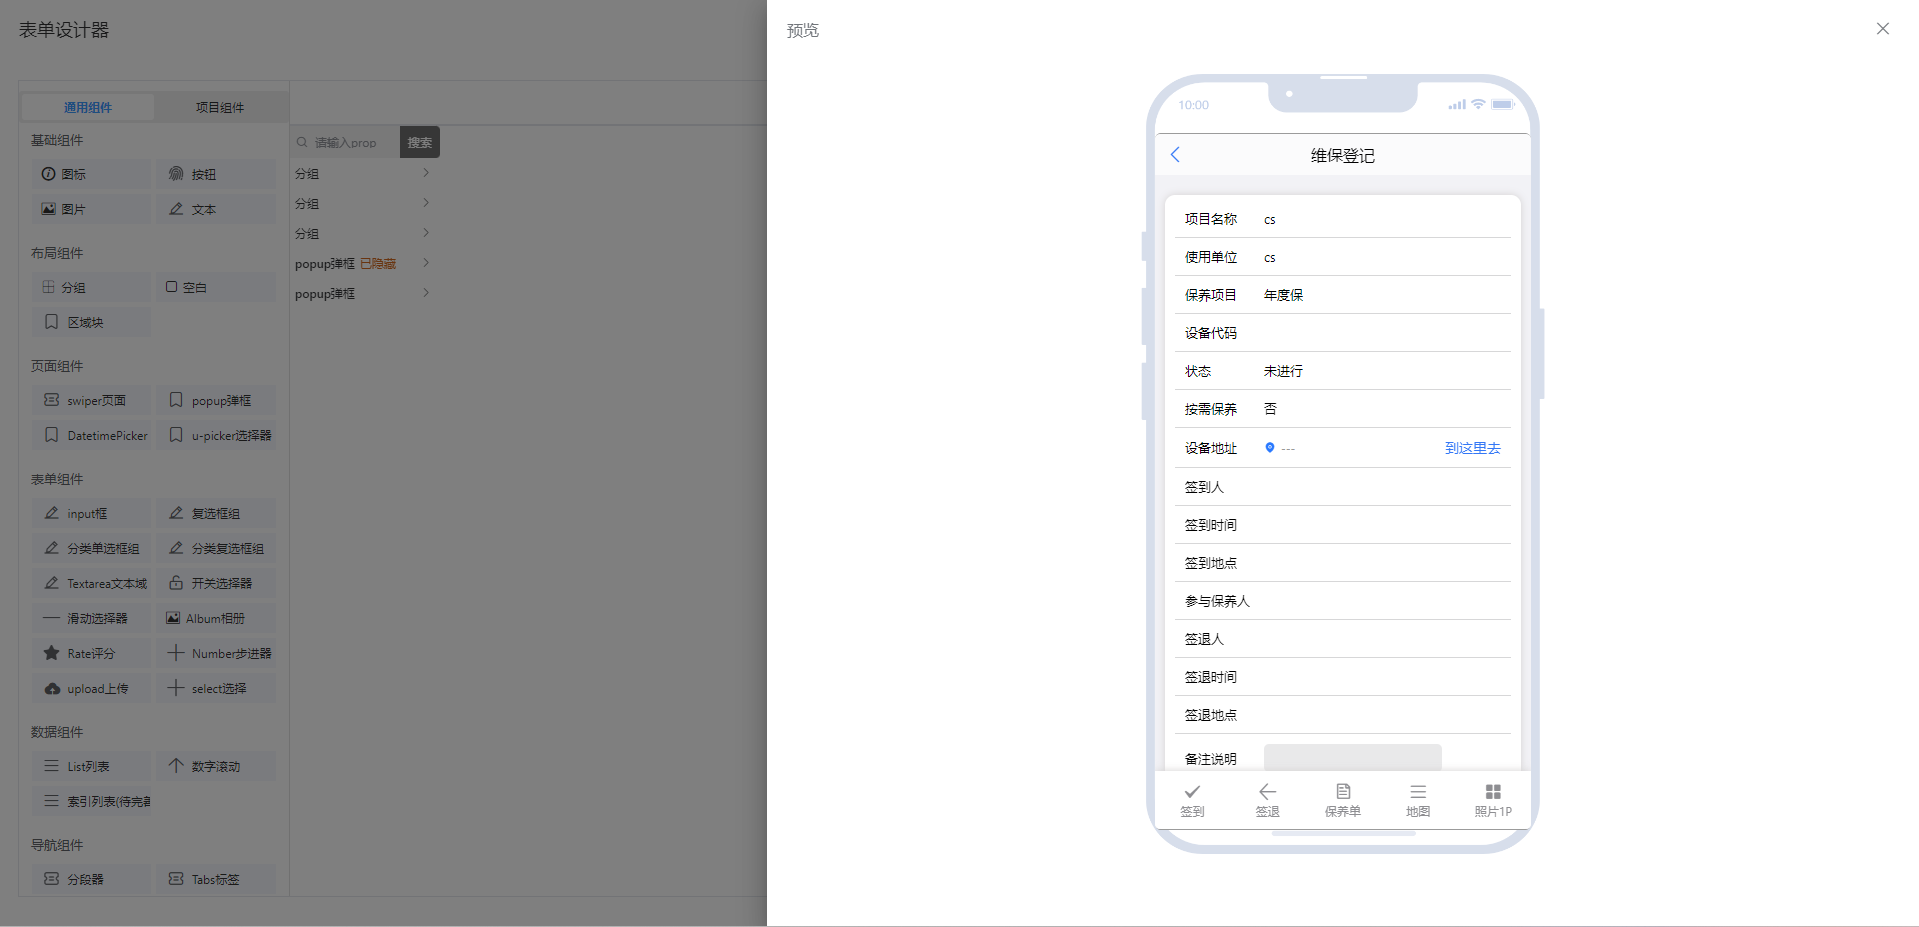 表单设计器
通用组件 项目组件
基础组件
图标 按钮
图片 文本
布局组件
分组 空白
区域块
页面组件
swiper页面 popup弹框
DatetimePicker u-picker选择器
表单组件
input框 复选框组
分类单选框组 分类复选框组
Textarea文本域 开关选择器
滑动选择器 Album相册
Rate评分 Number步进器
upload上传 select选择
数据组件
List列表 数字滚动
索引列表(待完善
导航组件
分段器 Tabs标签
请输入prop 搜索
分组
分组
分组
popup弹框 已隐藏
popup弹框
预览
10:00
维保登记
项目名称 cs
使用单位 cs
保养项目 年度保
设备代码
状态 未进行
按需保养 否
设备地址 --- 到这里去
签到人
签到时间
签到地点
参与保养人
签退人
签退时间
签退地点
备注说明
签到 签退 保养单 地图 照片1P